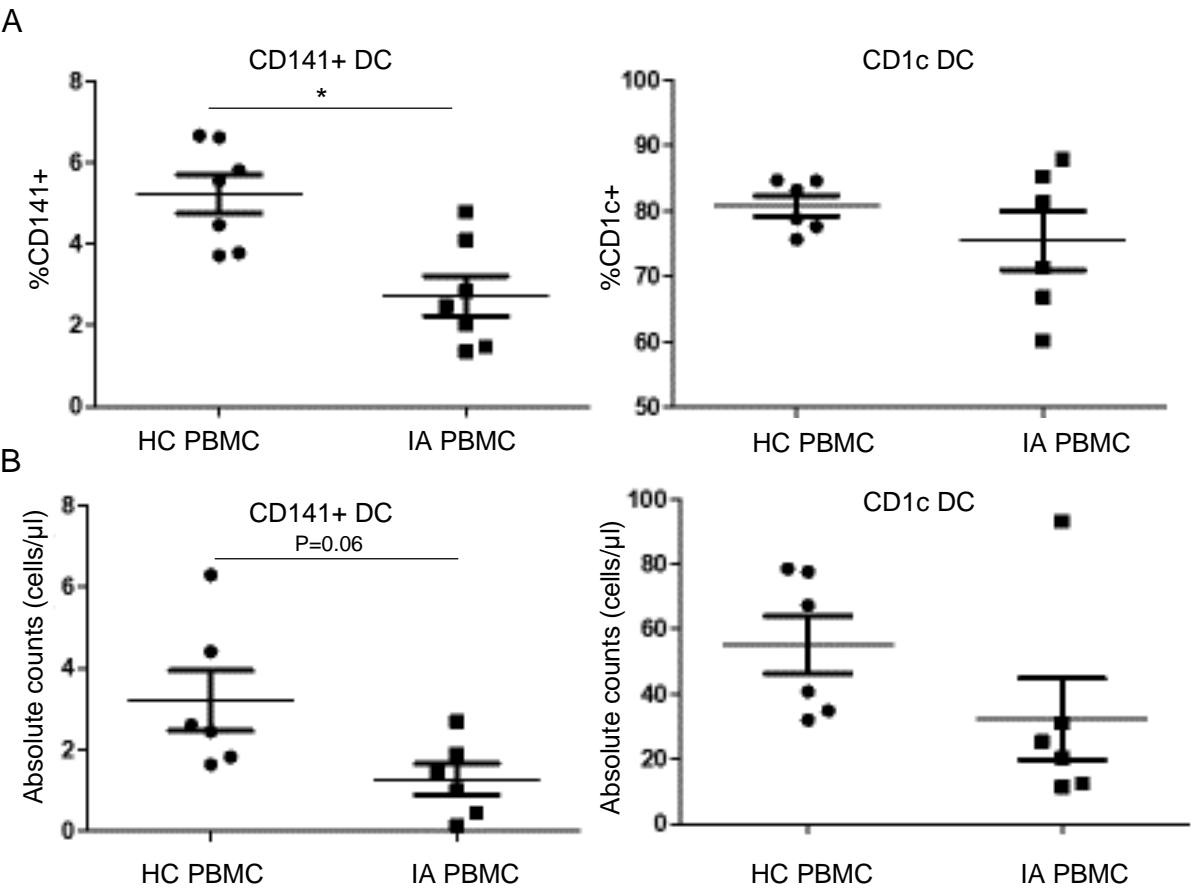 A
CD141+ DC
*
%CD141+
8
6
4
2
0
HC PBMC
IA PBMC
CD1c DC
%CD1c+
100
90
80
70
60
50
HC PBMC
IA PBMC
B
CD141+ DC
P=0.06
Absolute counts (cells/µl)
8
6
4
2
0
HC PBMC
IA PBMC
CD1c DC
Absolute counts (cells/µl)
100
80
60
40
20
0
HC PBMC
IA PBMC